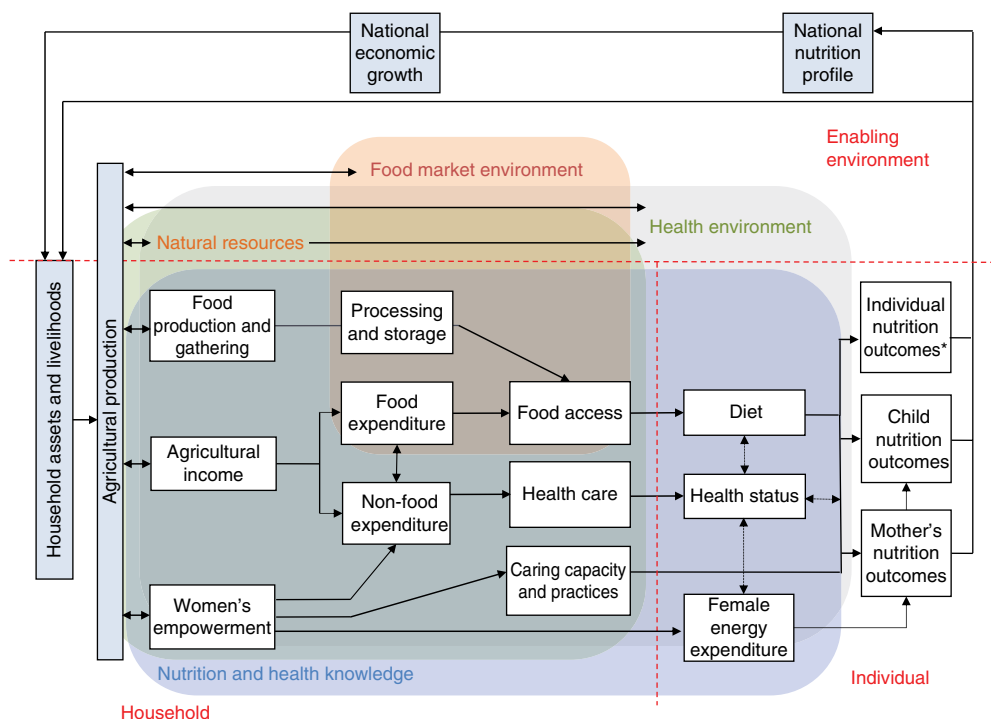 National
economic
growth
National
nutrition
profile
Enabling
environment
Food market environment
Health environment
Natural resources
Household assets and livelihoods
Agricultural production
Food
production and
gathering
Processing
and storage
Individual
nutrition
outcomes*
Food
expenditure
Food access
Diet
Child
nutrition
outcomes
Agricultural
income
Non-food
expenditure
Health care
Health status
Mother's
nutrition
outcomes
Caring capacity
and practices
Women's
empowerment
Female
energy
expenditure
Nutrition and health knowledge
Individual
Household